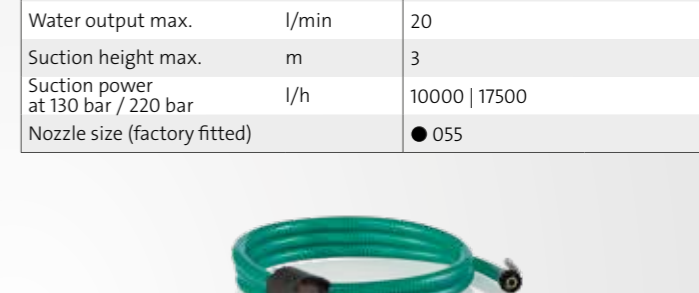 Water output max. l/min 20
Suction height max. m 3
Suction power
at 130 bar / 220 bar l/h 10000 | 17500
Nozzle size (factory fitted) ● 055